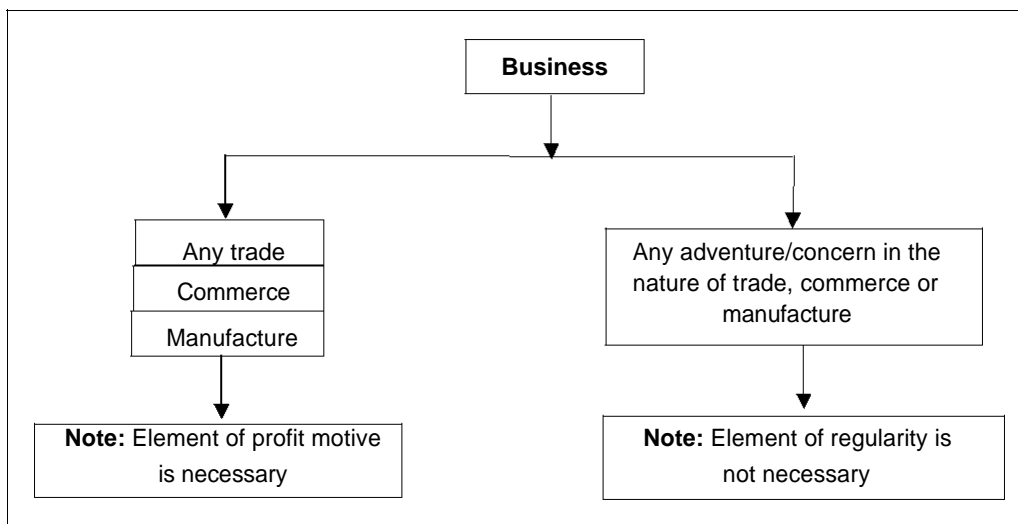 Business
Any trade
Commerce
Manufacture
Note: Element of profit motive
is necessary
Any adventure/concern in the
nature of trade, commerce or
manufacture
Note: Element of regularity is
not necessary